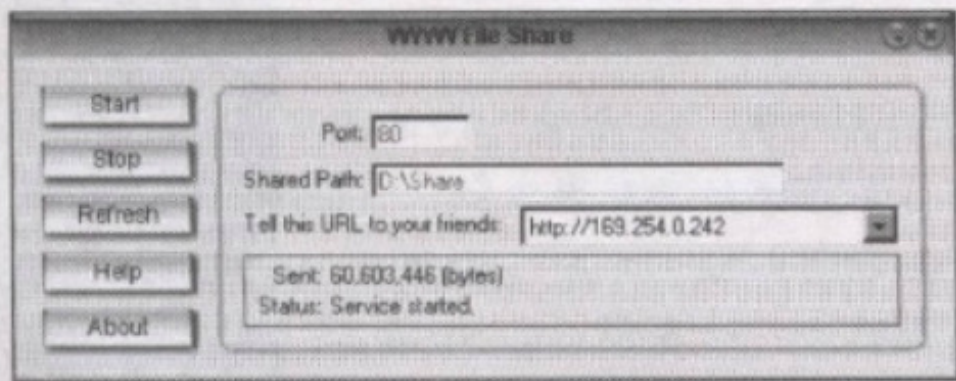 WWW File Share
Start
Stop
Refresh
Help
About
Port: 80
Shared Path: D:\Share
Tell this URL to your friends: http://169.254.0.242
Sent: 60,603,446 (bytes)
Status: Service started.